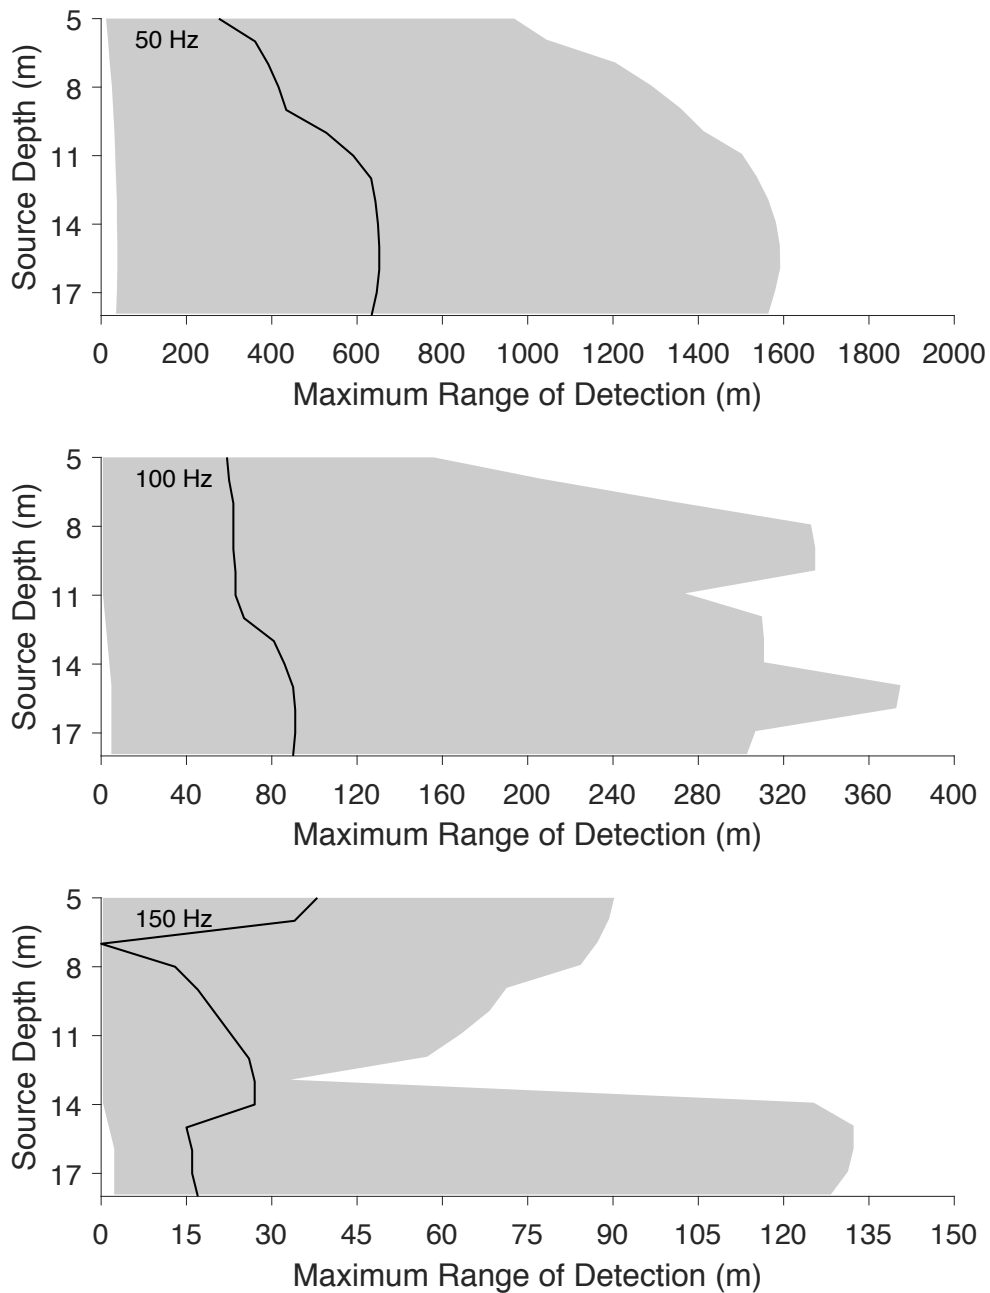 5
50 Hz
8
11
14
17
Source Depth (m)
0 200 400 600 800 1000 1200 1400 1600 1800 2000
Maximum Range of Detection (m)
5
100 Hz
8
11
14
17
Source Depth (m)
0 40 80 120 160 200 240 280 320 360 400
Maximum Range of Detection (m)
5
150 Hz
8
11
14
17
Source Depth (m)
0 15 30 45 60 75 90 105 120 135 150
Maximum Range of Detection (m)